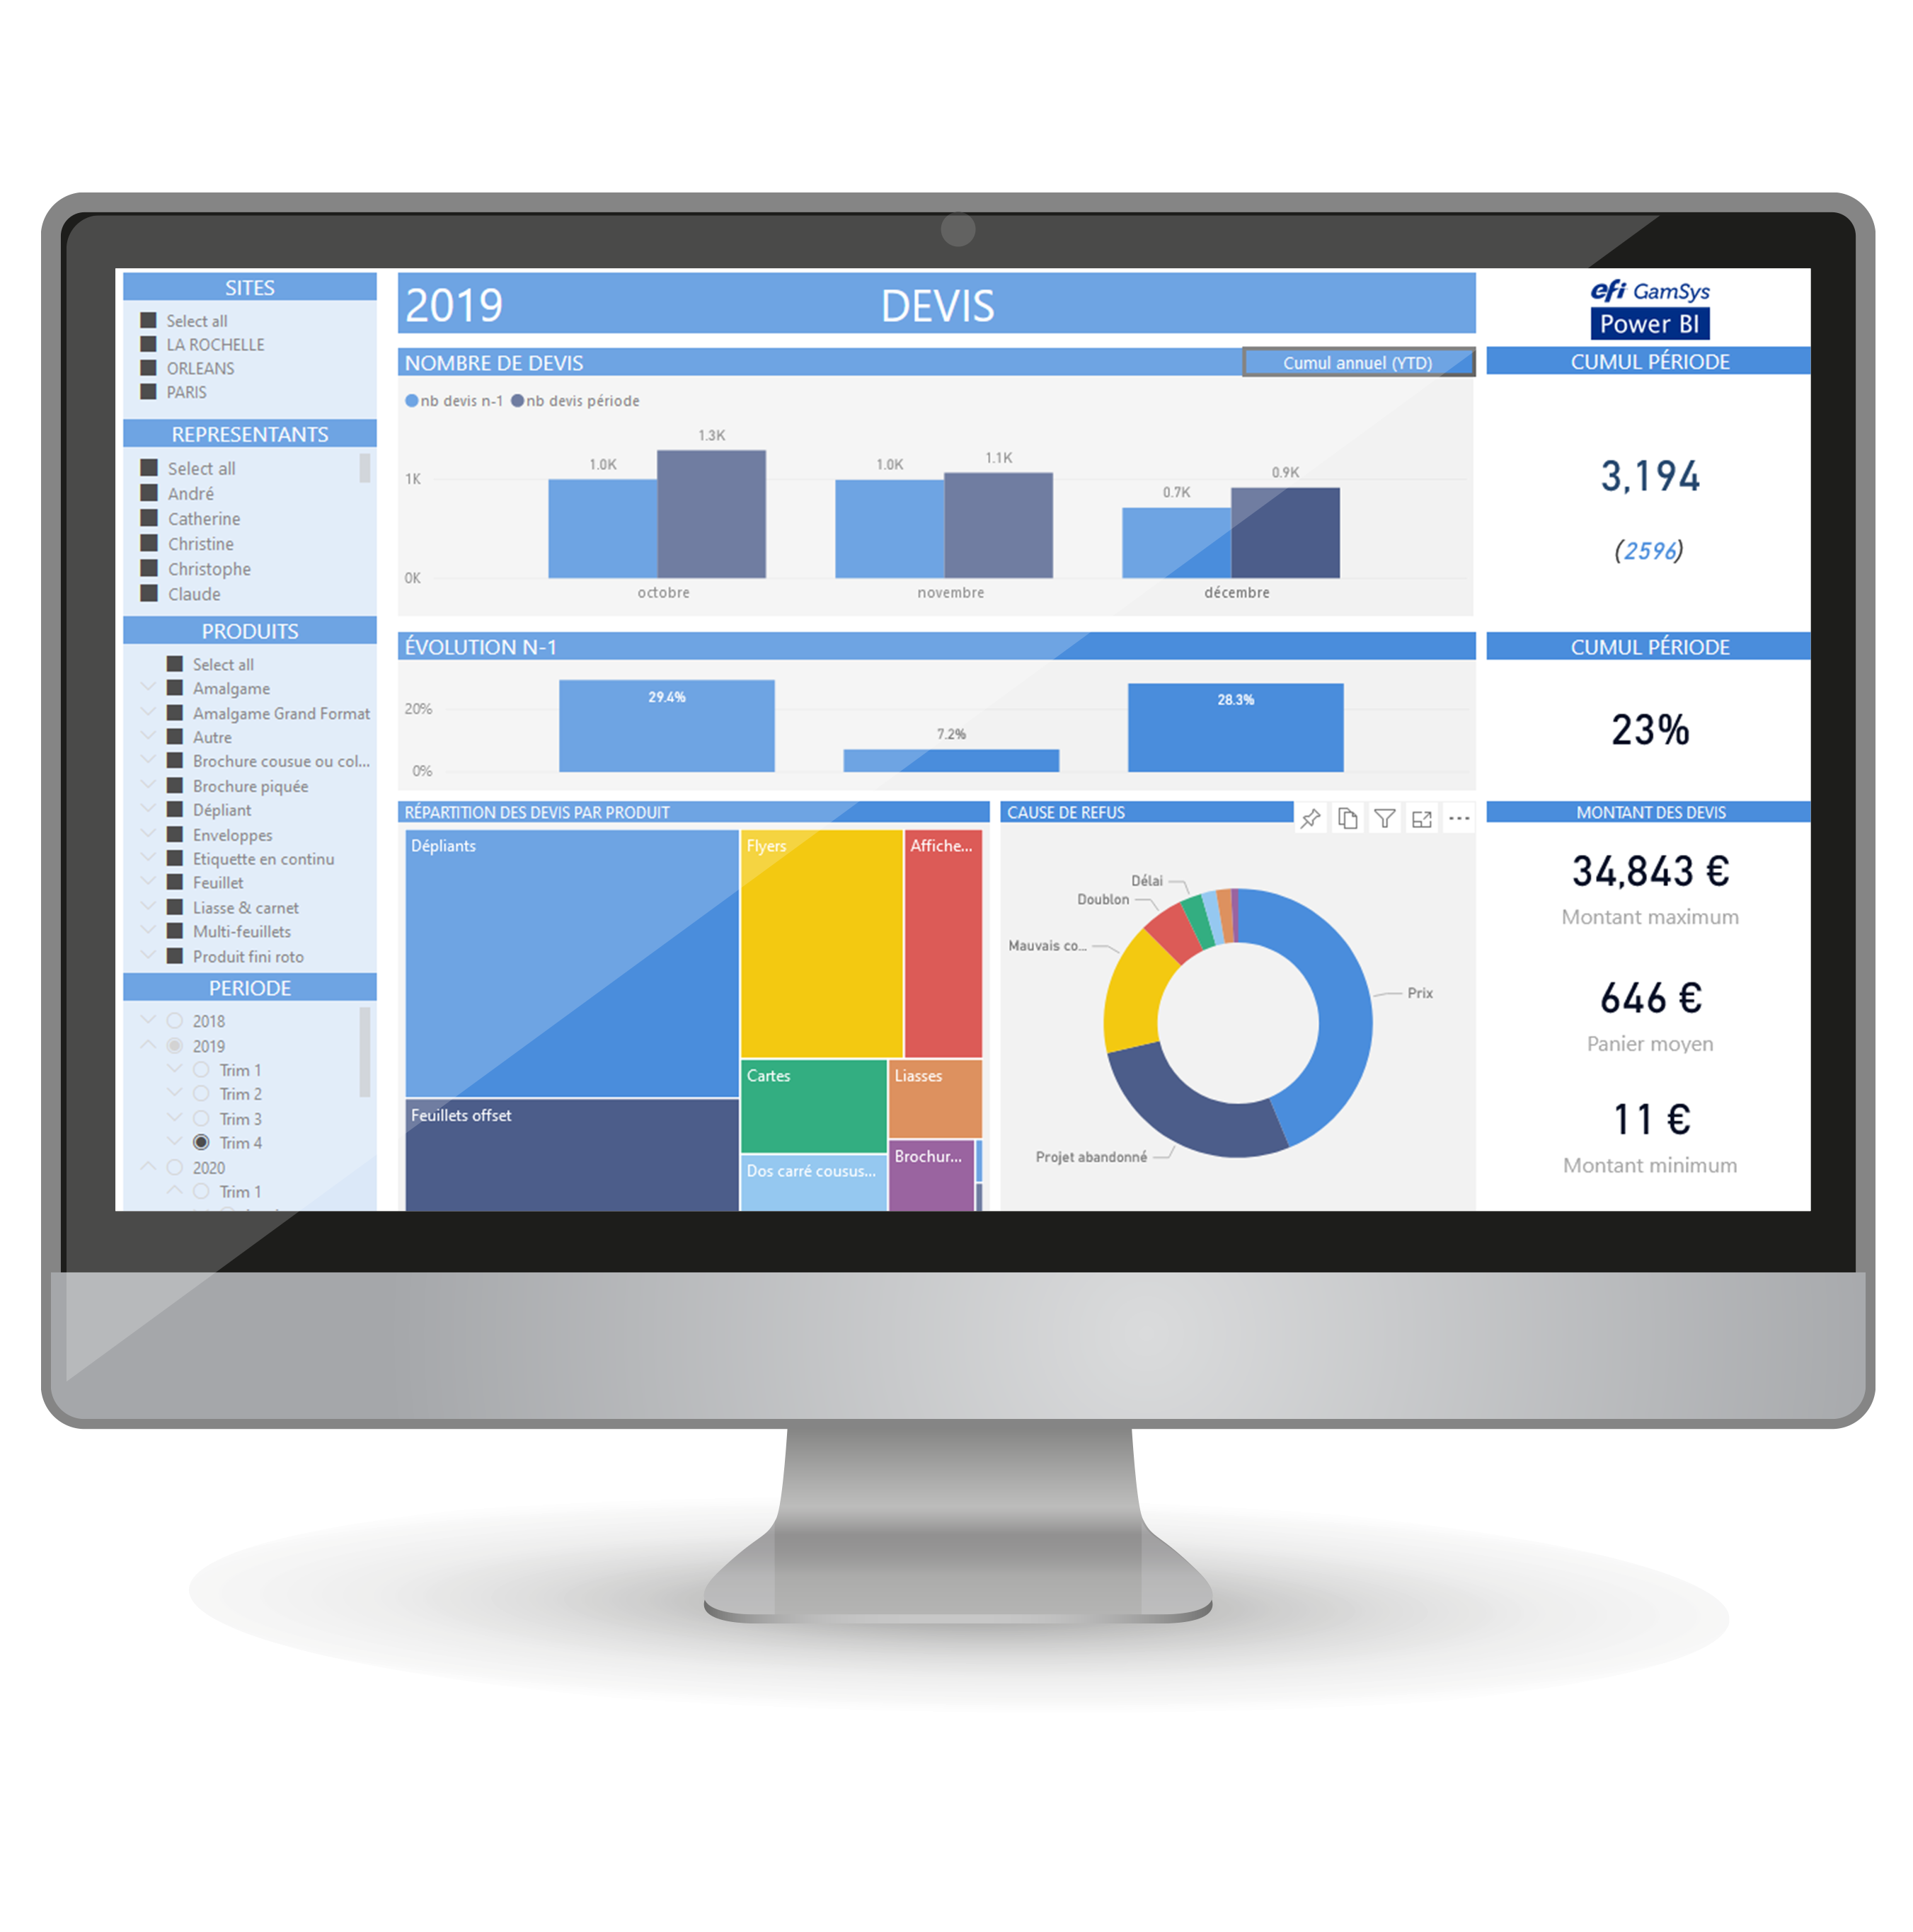 SITES
Select all
LA ROCHELLE
ORLEANS
PARIS
REPRESENTANTS
Select all
André
Catherine
Christine
Christophe
Claude
PRODUITS
Select all
Amalgame
Amalgame Grand Format
Autre
Brochure cousue ou col...
Brochure piquée
Dépliant
Enveloppes
Etiquette en continu
Feuillet
Liasse & carnet
Multi-feuillets
Produit fini roto
PERIODE
2018
2019
Trim 1
Trim 2
Trim 3
Trim 4
2020
Trim 1
2019 DEVIS
NOMBRE DE DEVIS Cumul annuel (YTD)
nb devis n-1 nb devis période
1K
0K
1.0K
1.3K
1.0K
1.1K
0.7K
0.9K
octobre novembre décembre
ÉVOLUTION N-1
20%
0%
29.4%
7.2%
28.3%
RÉPARTITION DES DEVIS PAR PRODUIT
Dépliants
Flyers
Affiche...
Feuillets offset
Cartes
Liasses
Dos carré cousus...
Brochur...
CAUSE DE REFUS
Délai
Doublon
Mauvais co...
Projet abandonné
Prix
efi GamSys
Power BI
CUMUL PÉRIODE
3,194
(2596)
CUMUL PÉRIODE
23%
MONTANT DES DEVIS
34,843 €
Montant maximum
646 €
Panier moyen
11 €
Montant minimum